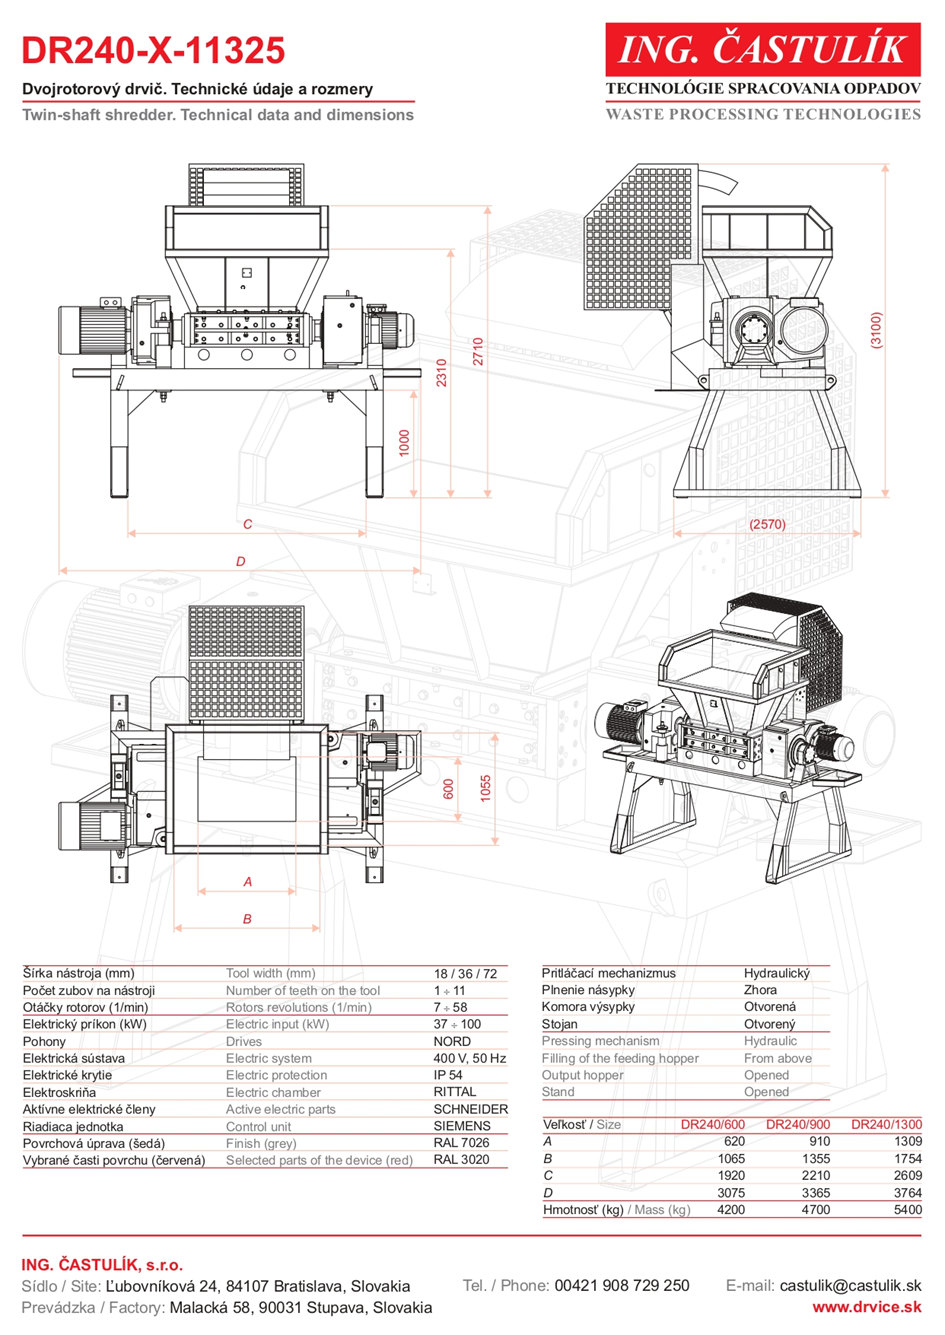 DR240-X-11325
Dvojrotorový drvič. Technické údaje a rozmery
Twin-shaft shredder. Technical data and dimensions
ING. ČASTULÍK
TECHNOLÓGIE SPRACOVANIA ODPADOV
WASTE PROCESSING TECHNOLOGIES
1000
2310
2710
C
D
(3100)
(2570)
600
1055
A
B
Šírka nástroja (mm) Tool width (mm) 18 / 36 / 72
Počet zubov na nástroji Number of teeth on the tool 1 ÷ 11
Otáčky rotorov (1/min) Rotors revolutions (1/min) 7 ÷ 58
Elektrický príkon (kW) Electric input (kW) 37 ÷ 100
Pohony Drives NORD
Elektrická sústava Electric system 400 V, 50 Hz
Elektrické krytie Electric protection IP 54
Elektroskriňa Electric chamber RITTAL
Aktívne elektrické členy Active electric parts SCHNEIDER
Riadiaca jednotka Control unit SIEMENS
Povrchová úprava (šedá) Finish (grey) RAL 7026
Vybrané časti povrchu (červená) Selected parts of the device (red) RAL 3020
Pritláčací mechanizmus Hydraulický
Plnenie násypky Zhora
Komora výsypky Otvorená
Stojan Otvorený
Pressing mechanism Hydraulic
Filling of the feeding hopper From above
Output hopper Opened
Stand Opened
Veľkosť / Size DR240/600 DR240/900 DR240/1300
A 620 910 1309
B 1065 1355 1754
C 1920 2210 2609
D 3075 3365 3764
Hmotnosť (kg) / Mass (kg) 4200 4700 5400
ING. ČASTULÍK, s.r.o.
Sídlo / Site: Ľubovníková 24, 84107 Bratislava, Slovakia
Tel. / Phone: 00421 908 729 250
E-mail: castulik@castulik.sk
Prevádzka / Factory: Malacká 58, 90031 Stupava, Slovakia
www.drvice.sk